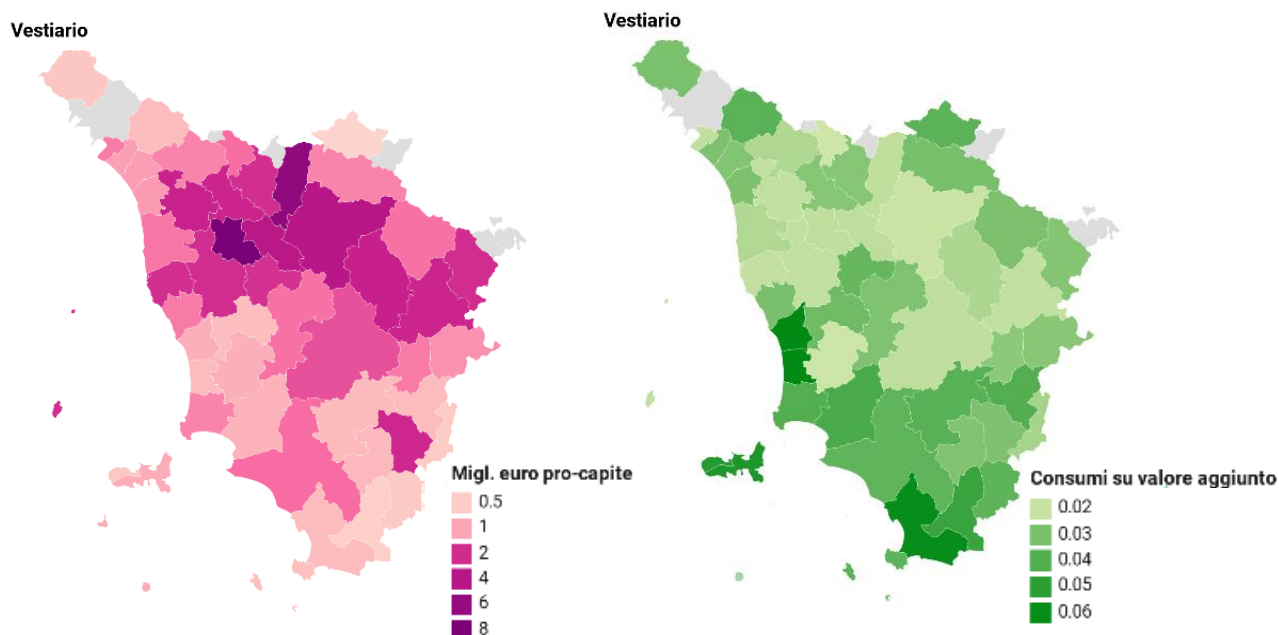 Vestiario
Migl. euro pro-capite
0.5
1
2
4
6
8
Vestiario
Consumi su valore aggiunto
0.02
0.03
0.04
0.05
0.06